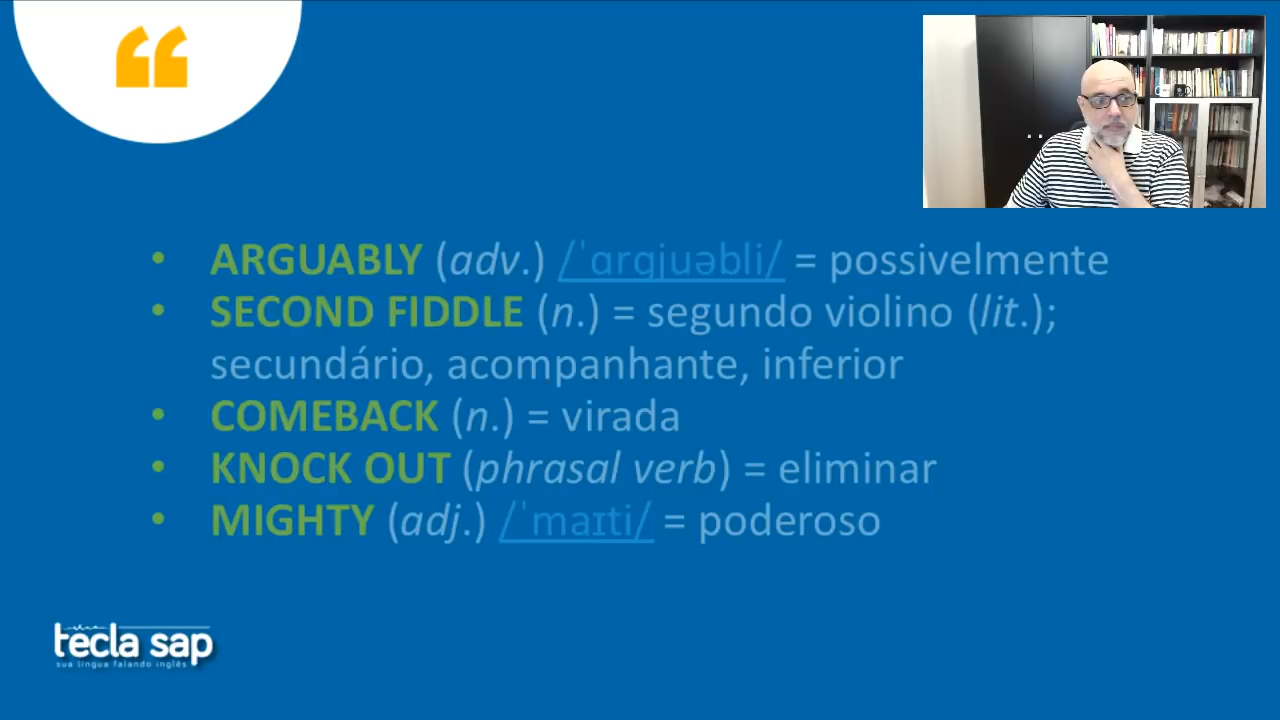 “
• ARGUABLY (adv.) /ˈɑrgjuəbli/ = possivelmente
• SECOND FIDDLE (n.) = segundo violino (lit.);
secundário, acompanhante, inferior
• COMEBACK (n.) = virada
• KNOCK OUT (phrasal verb) = eliminar
• MIGHTY (adj.) /ˈmaɪti/ = poderoso
tecla sap
sua língua falando inglês